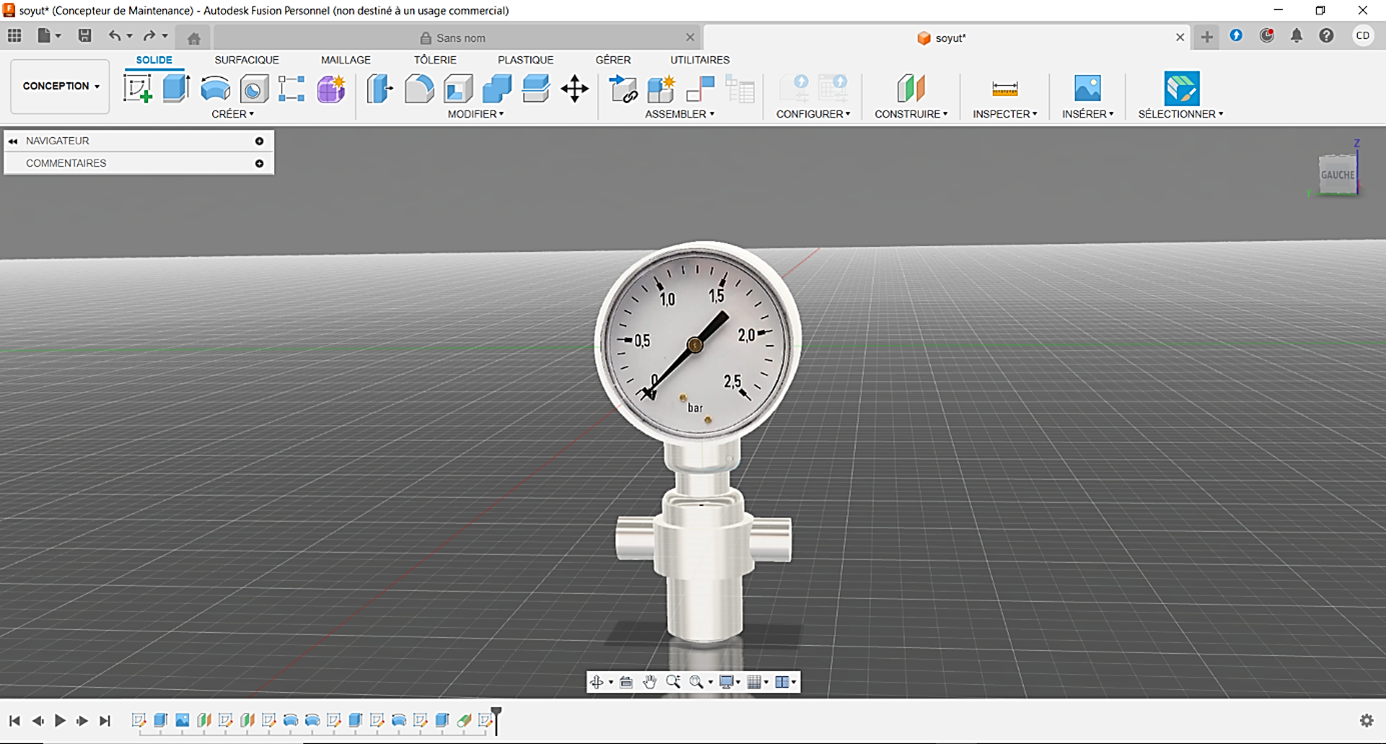 soyut* (Concepteur de Maintenance) - Autodesk Fusion Personnel (non destiné à un usage commercial)
Sans nom
soyut*
CD
CONCEPTION
SOLIDE SURFACIQUE MAILLAGE TÔLERIE PLASTIQUE GÉRER UTILITAIRES
CRÉER MODIFIER ASSEMBLER CONFIGURER CONSTRUIRE INSPECTER INSÉRER SÉLECTIONNER
NAVIGATEUR
COMMENTAIRES
Z
GAUCHE
Y
1,0 1,5
0,5 2,0
0 2,5
bar